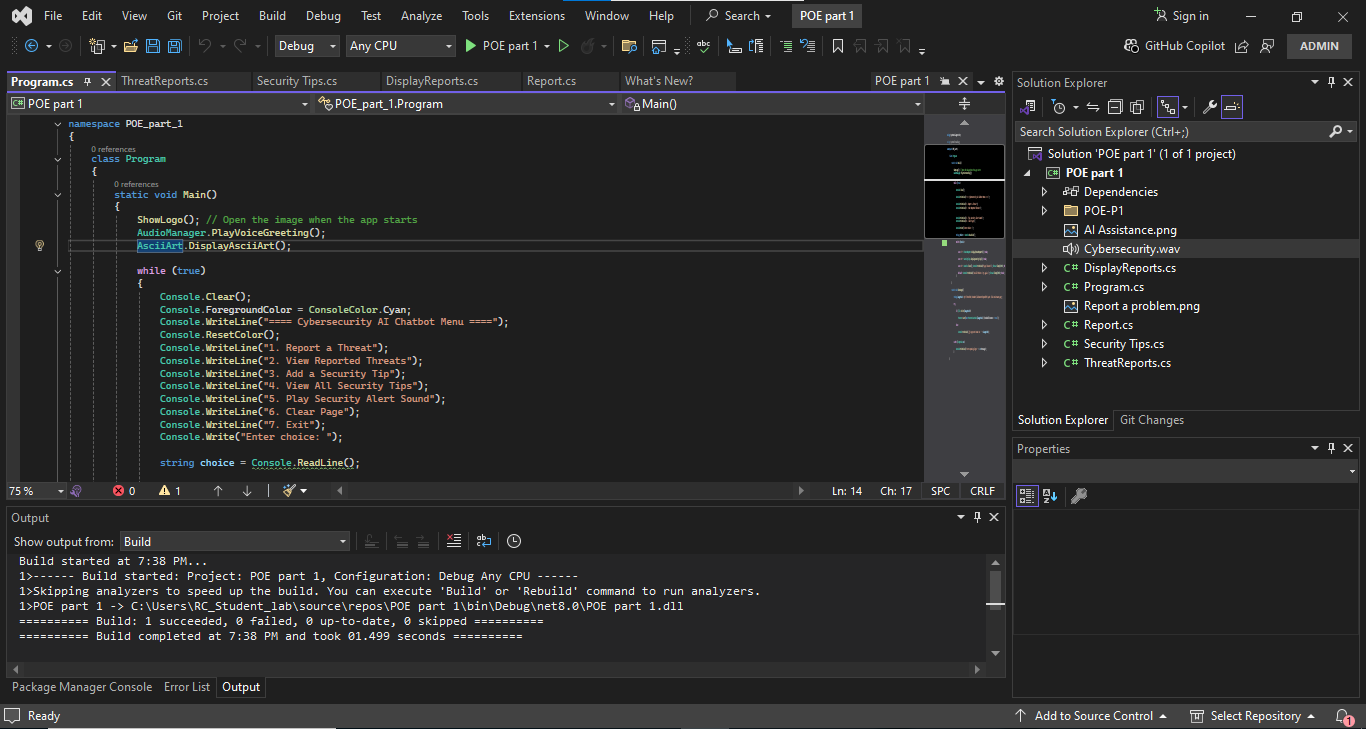 File Edit View Git Project Build Debug Test Analyze Tools Extensions Window Help Search POE part 1 Sign in
Debug Any CPU POE part 1 GitHub Copilot ADMIN
Program.cs ThreatReports.cs Security Tips.cs DisplayReports.cs Report.cs What's New? POE part 1
POE part 1 POE_part_1.Program Main()
namespace POE_part_1
{
0 references
class Program
{
0 references
static void Main()
{
ShowLogo(); // Open the image when the app starts
AudioManager.PlayVoiceGreeting();
AsciiArt.DisplayAsciiArt();
while (true)
{
Console.Clear();
Console.ForegroundColor = ConsoleColor.Cyan;
Console.WriteLine("==== Cybersecurity AI Chatbot Menu ====");
Console.ResetColor();
Console.WriteLine("1. Report a Threat");
Console.WriteLine("2. View Reported Threats");
Console.WriteLine("3. Add a Security Tip");
Console.WriteLine("4. View All Security Tips");
Console.WriteLine("5. Play Security Alert Sound");
Console.WriteLine("6. Clear Page");
Console.WriteLine("7. Exit");
Console.Write("Enter choice: ");
string choice = Console.ReadLine();
75 % 0 1 Ln: 14 Ch: 17 SPC CRLF
Output
Show output from: Build
Build started at 7:38 PM...
1>------ Build started: Project: POE part 1, Configuration: Debug Any CPU ------
1>Skipping analyzers to speed up the build. You can execute 'Build' or 'Rebuild' command to run analyzers.
1>POE part 1 -> C:\Users\RC_Student_lab\source\repos\POE part 1\bin\Debug\net8.0\POE part 1.dll
========== Build: 1 succeeded, 0 failed, 0 up-to-date, 0 skipped ==========
========== Build completed at 7:38 PM and took 01.499 seconds ==========
Package Manager Console Error List Output
Solution Explorer
Search Solution Explorer (Ctrl+;)
Solution 'POE part 1' (1 of 1 project)
POE part 1
Dependencies
POE-P1
AI Assistance.png
Cybersecurity.wav
DisplayReports.cs
Program.cs
Report a problem.png
Report.cs
Security Tips.cs
ThreatReports.cs
Solution Explorer Git Changes
Properties
Ready Add to Source Control Select Repository 1